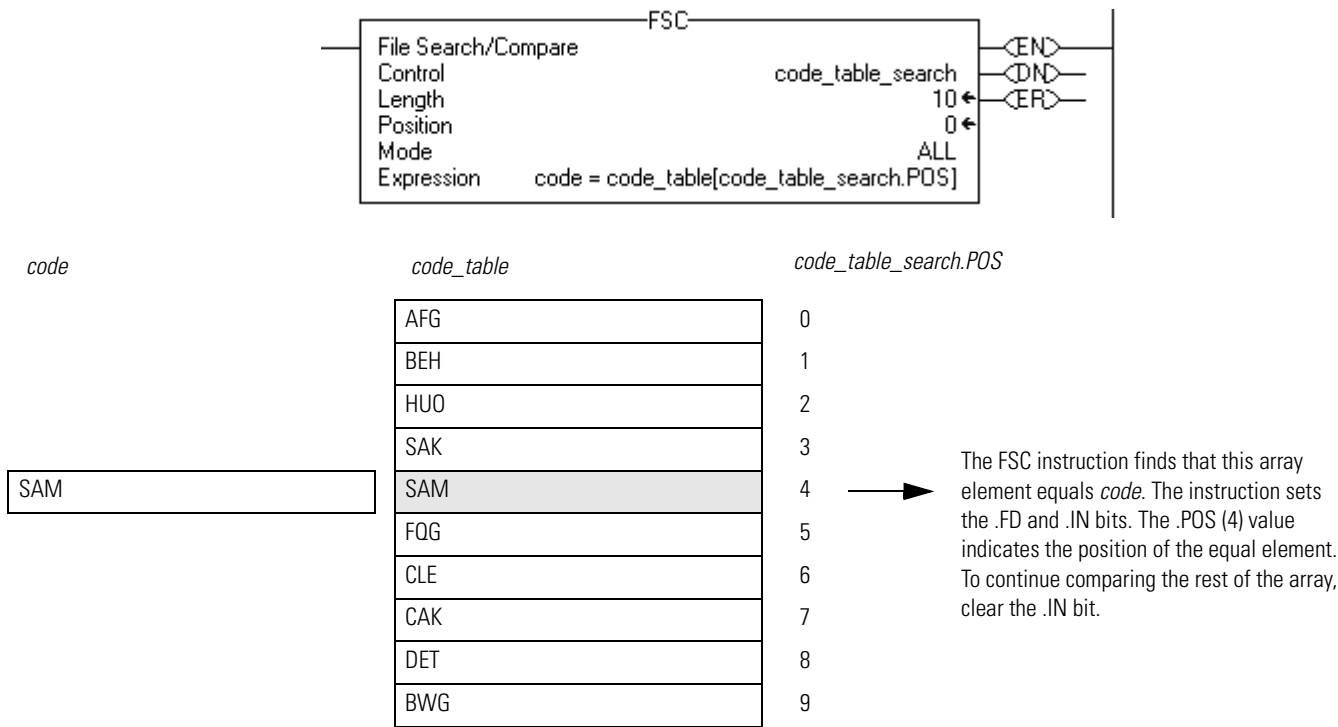 FSC
File Search/Compare
Control code_table_search
Length 10
Position 0
Mode ALL
Expression code = code_table[code_table_search.POS]
EN
DN
ER
code code_table code_table_search.POS
AFG 0
BEH 1
HUO 2
SAK 3
SAM SAM 4
FQG 5
CLE 6
CAK 7
DET 8
BWG 9
The FSC instruction finds that this array
element equals code. The instruction sets
the .FD and .IN bits. The .POS (4) value
indicates the position of the equal element.
To continue comparing the rest of the array,
clear the .IN bit.